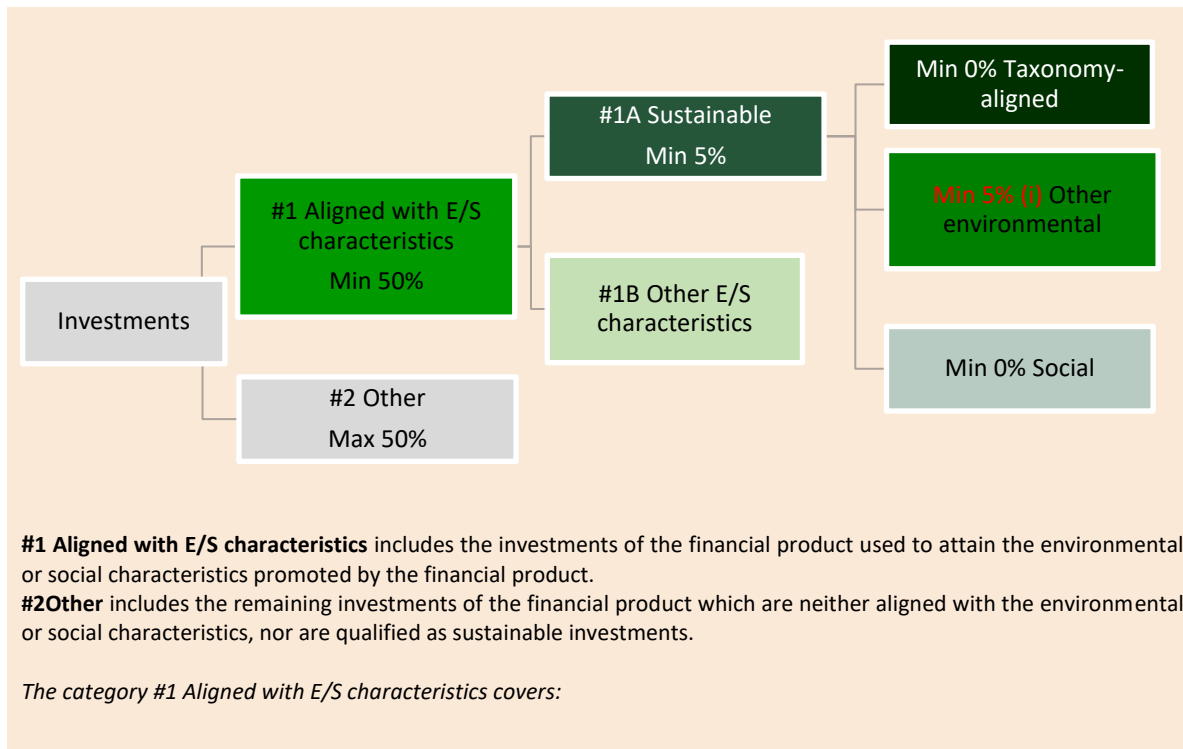 Investments
#1 Aligned with E/S
characteristics
Min 50%
#2 Other
Max 50%
#1A Sustainable
Min 5%
#1B Other E/S
characteristics
Min 0% Taxonomy-
aligned
Min 5% (i) Other
environmental
Min 0% Social
#1 Aligned with E/S characteristics includes the investments of the financial product used to attain the environmental
or social characteristics promoted by the financial product.
#2Other includes the remaining investments of the financial product which are neither aligned with the environmental
or social characteristics, nor are qualified as sustainable investments.
The category #1 Aligned with E/S characteristics covers: